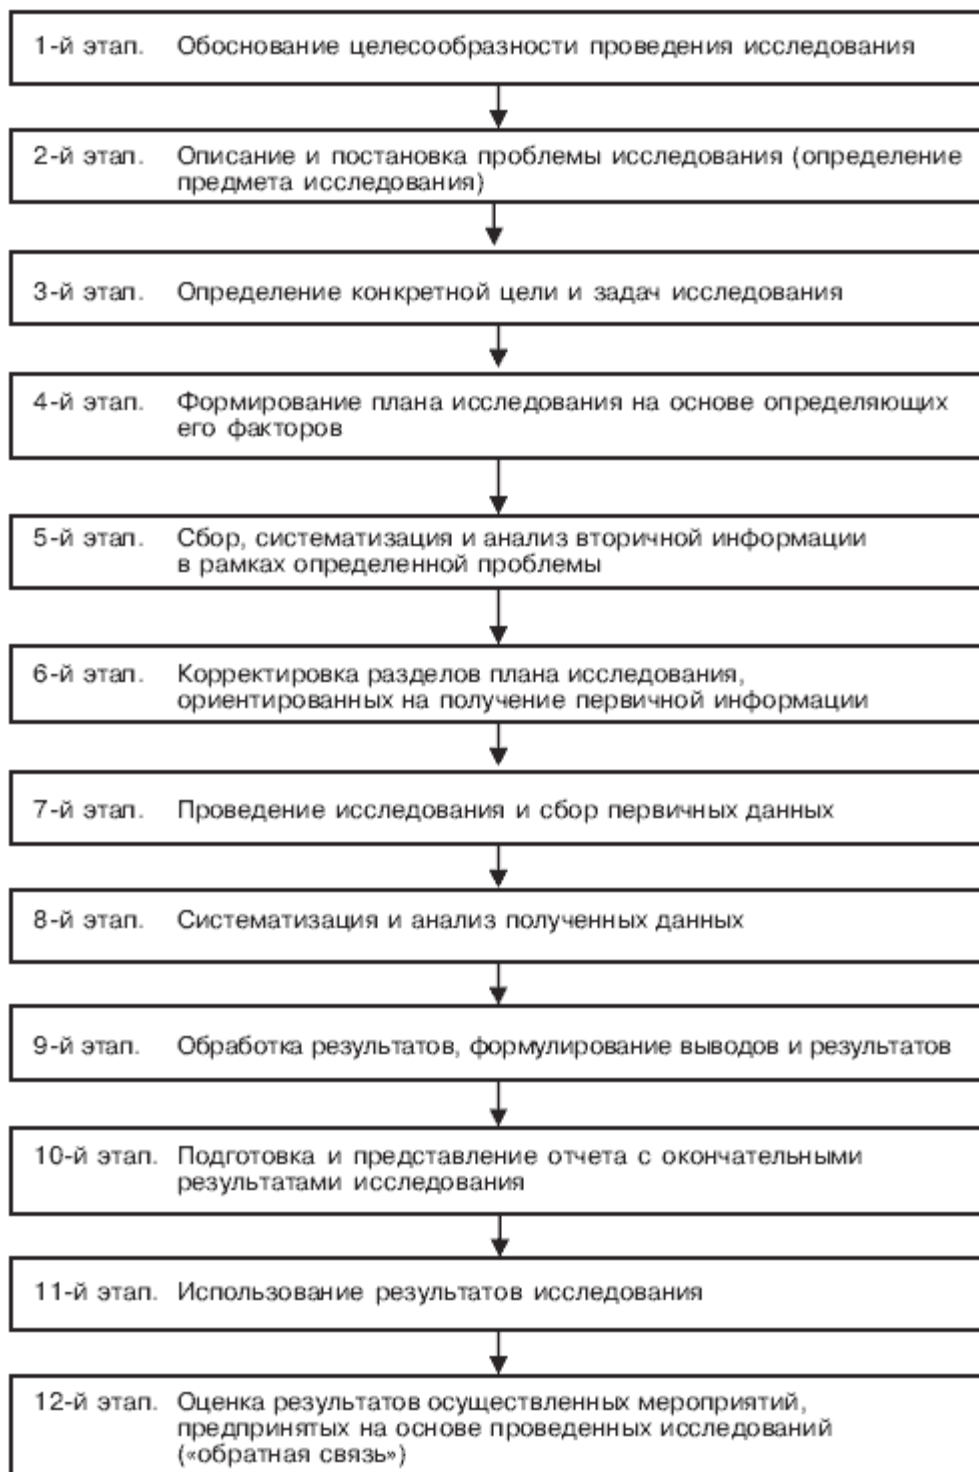 1-й этап. Обоснование целесообразности проведения исследования
2-й этап. Описание и постановка проблемы исследования (определение
предмета исследования)
3-й этап. Определение конкретной цели и задач исследования
4-й этап. Формирование плана исследования на основе определяющих
его факторов
5-й этап. Сбор, систематизация и анализ вторичной информации
в рамках определенной проблемы
6-й этап. Корректировка разделов плана исследования,
ориентированных на получение первичной информации
7-й этап. Проведение исследования и сбор первичных данных
8-й этап. Систематизация и анализ полученных данных
9-й этап. Обработка результатов, формулирование выводов и результатов
10-й этап. Подготовка и представление отчета с окончательными
результатами исследования
11-й этап. Использование результатов исследования
12-й этап. Оценка результатов осуществленных мероприятий,
предпринятых на основе проведенных исследований
(«обратная связь»)